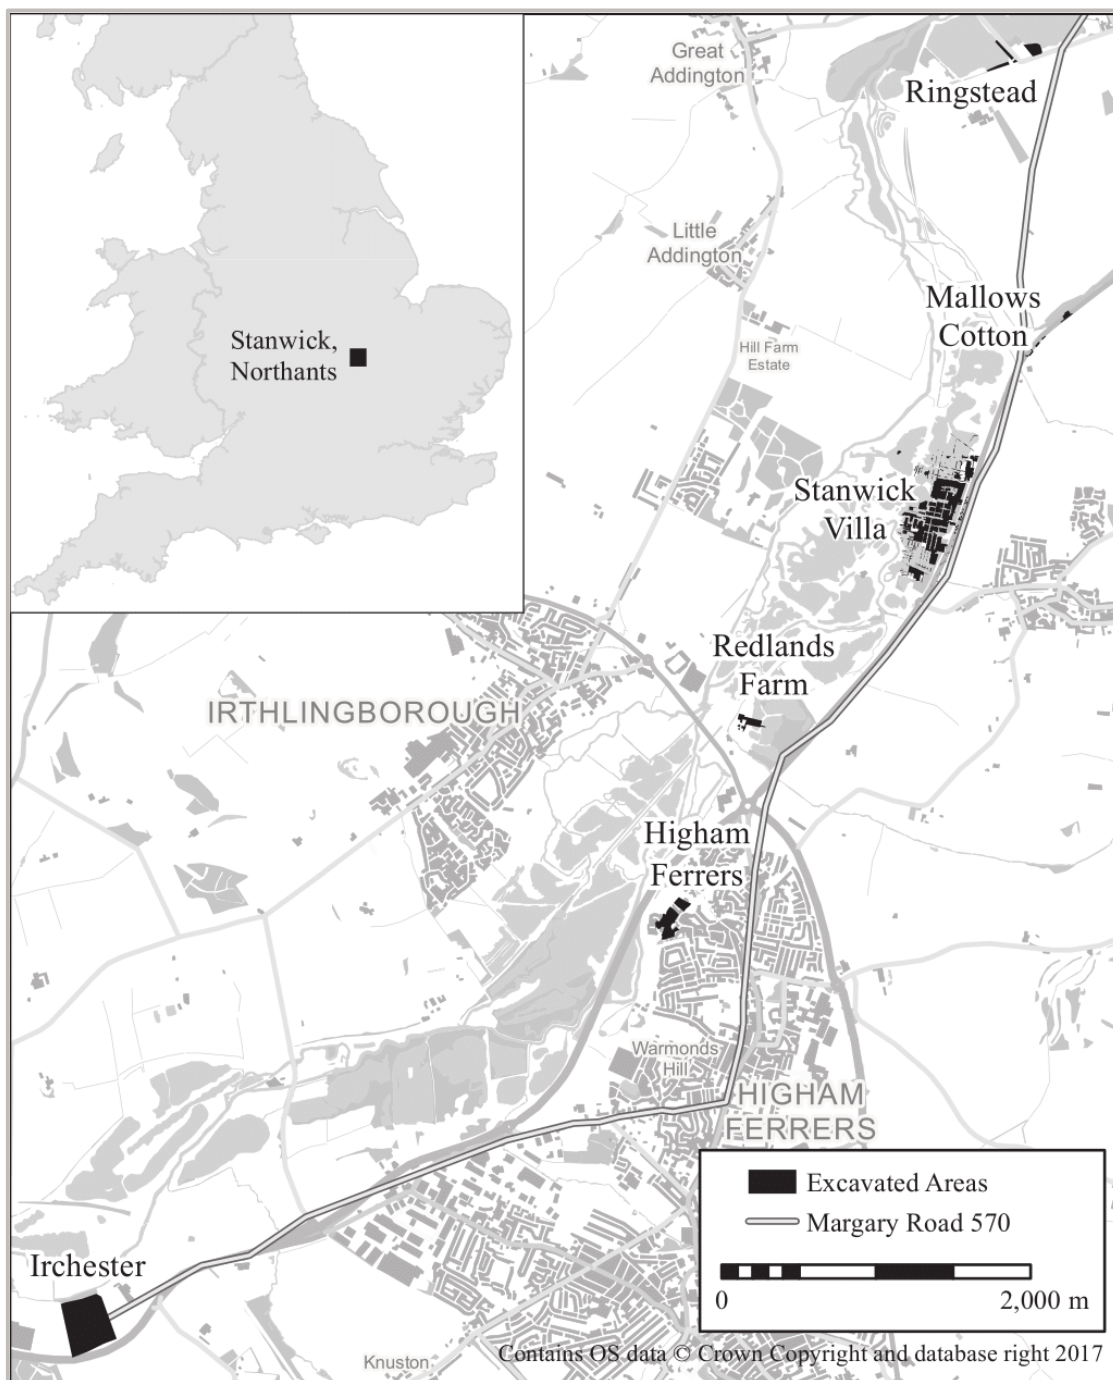 Great
Addington
Ringstead
Little
Addington
Mallows
Cotton
Stanwick,
Northants
Hill Farm
Estate
Stanwick
Villa
Redlands
Farm
IRTHLINGBOROUGH
Higham
Ferrers
Warmonds
Hill
HIGHAM
FERRERS
Excavated Areas
Margary Road 570
0
2,000 m
Irchester
Knuston
Contains OS data © Crown Copyright and database right 2017